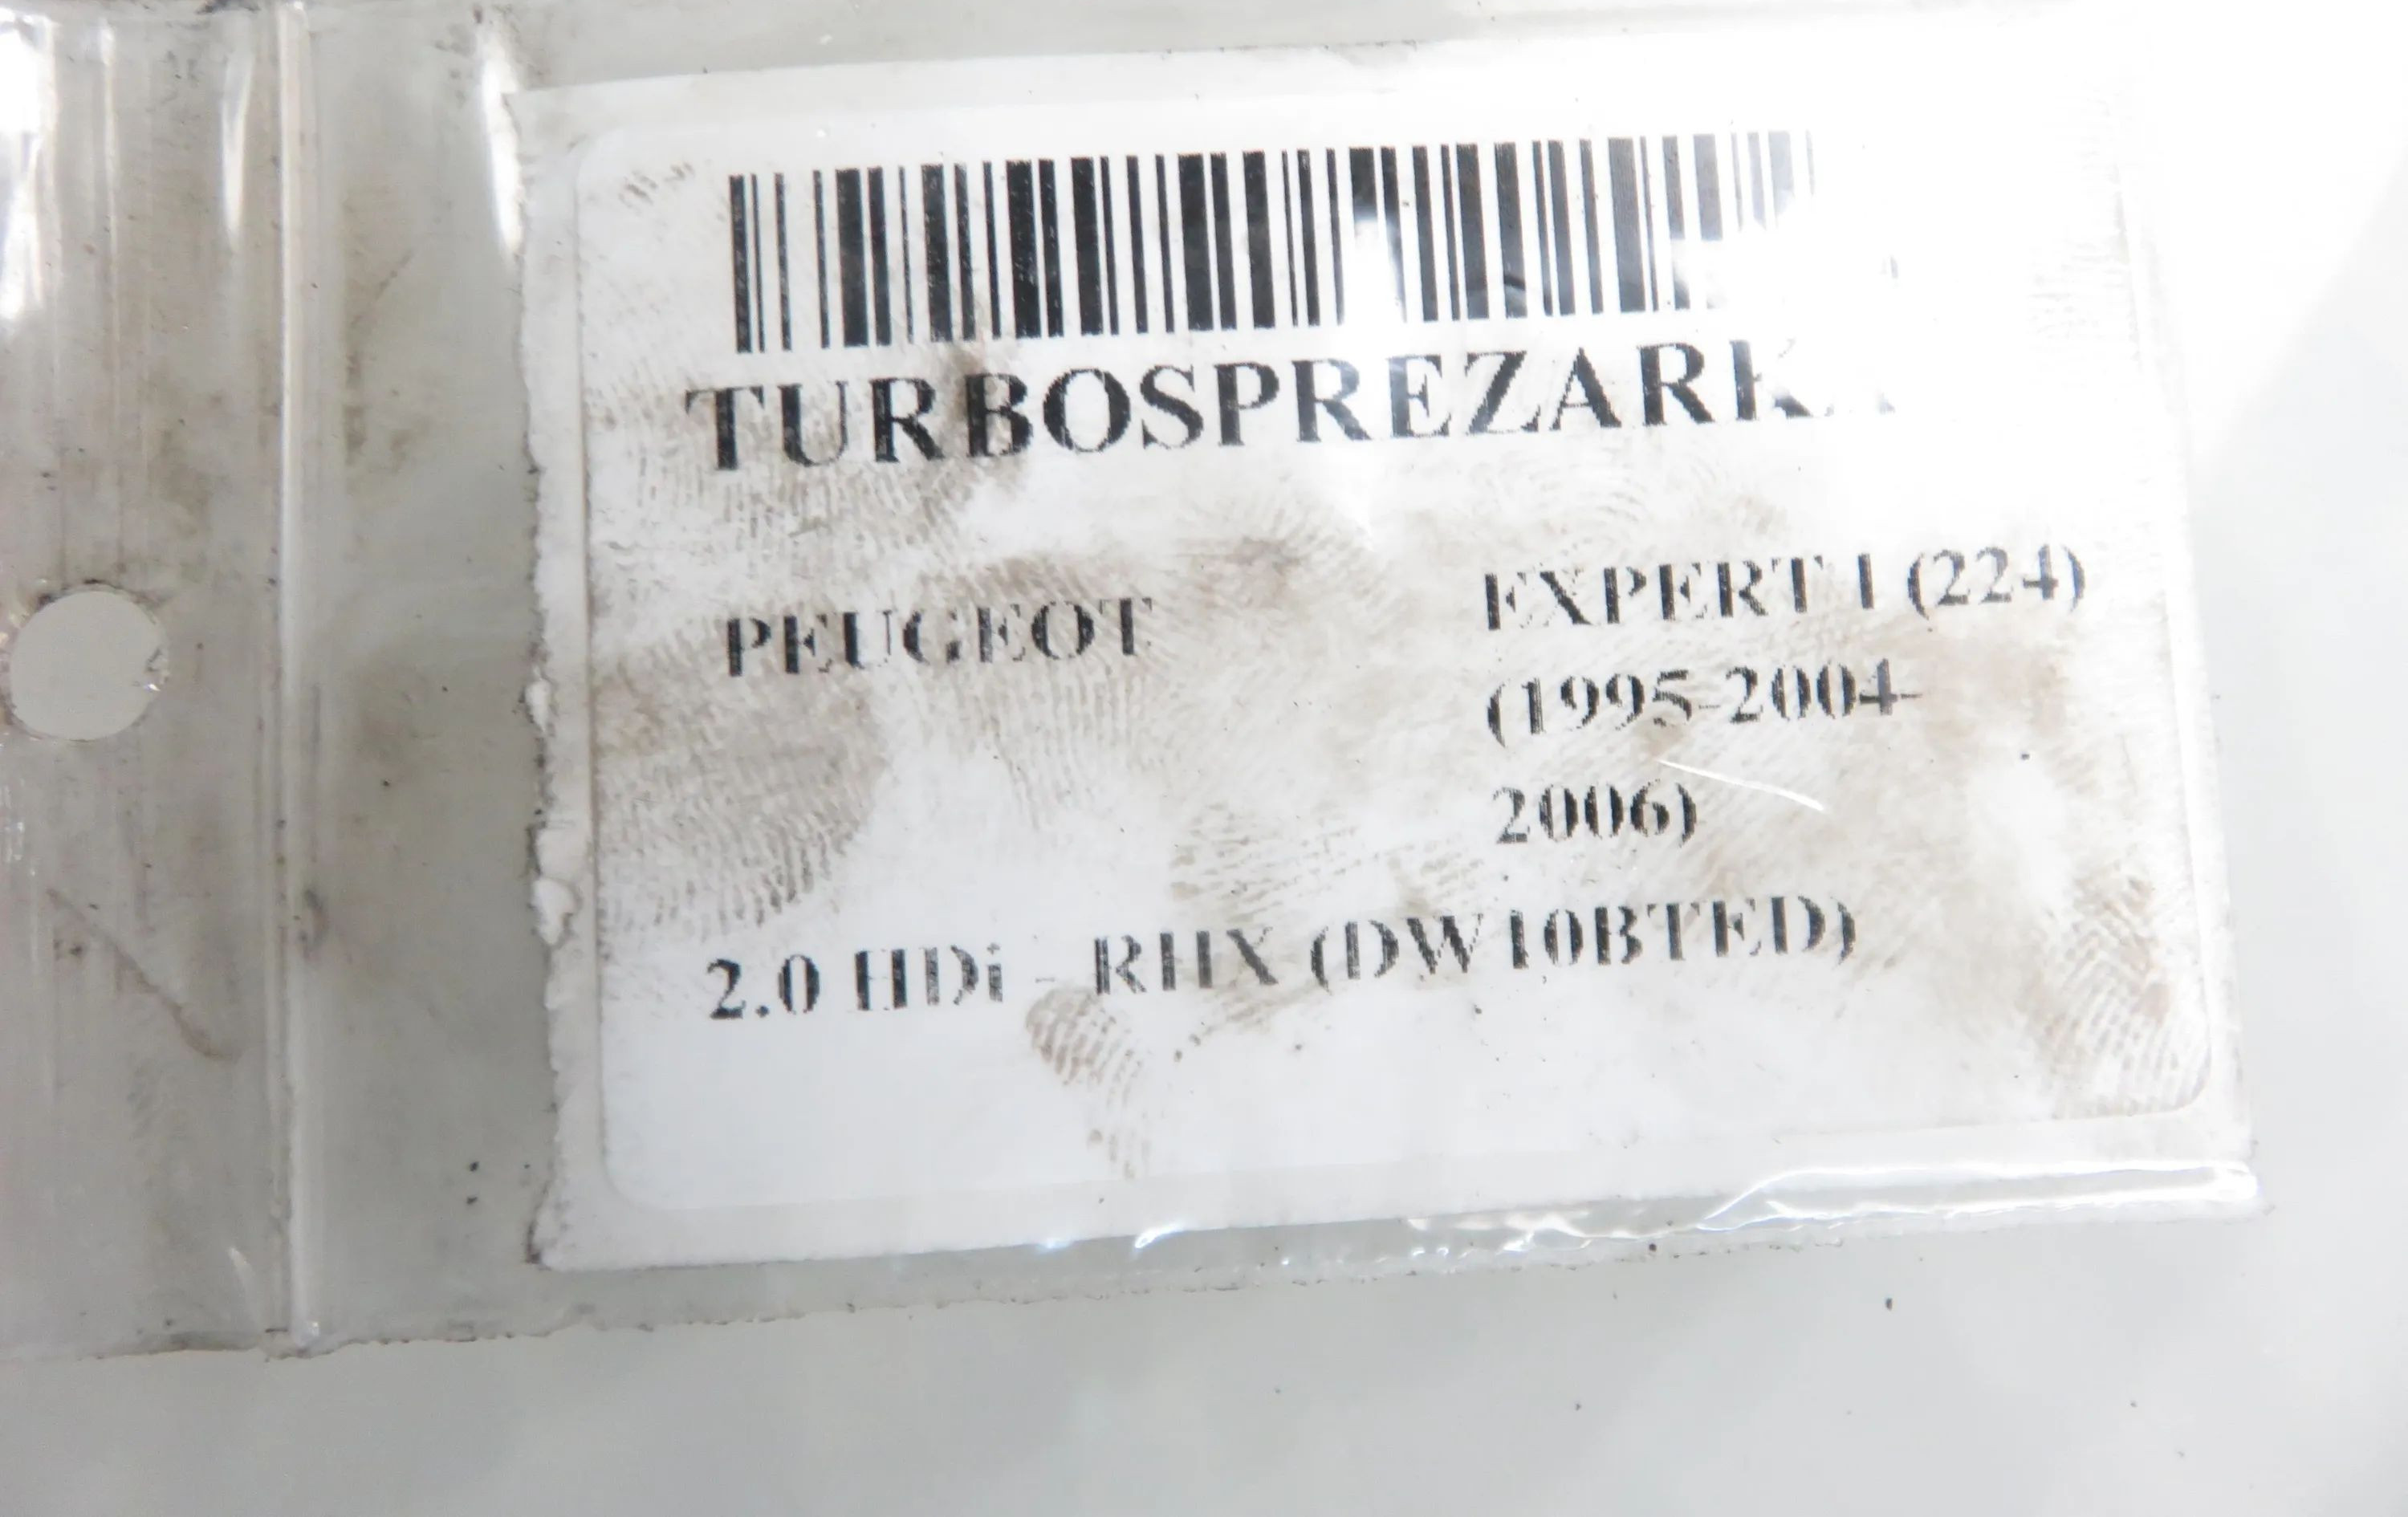 TURBOSPREZARKA
PEUGEOT
EXPERT I (224)
(1995-2004-
2006)
2.0 HDi - RHX (DW10BTED)